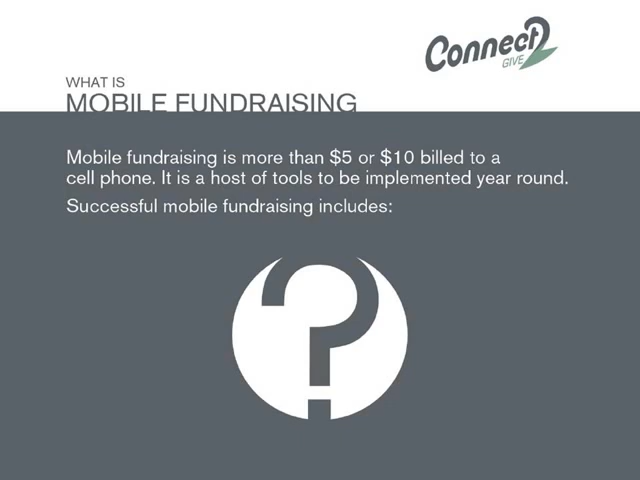 Connect2
GIVE
WHAT IS
MOBILE FUNDRAISING
Mobile fundraising is more than $5 or $10 billed to a
cell phone. It is a host of tools to be implemented year round.
Successful mobile fundraising includes:
?